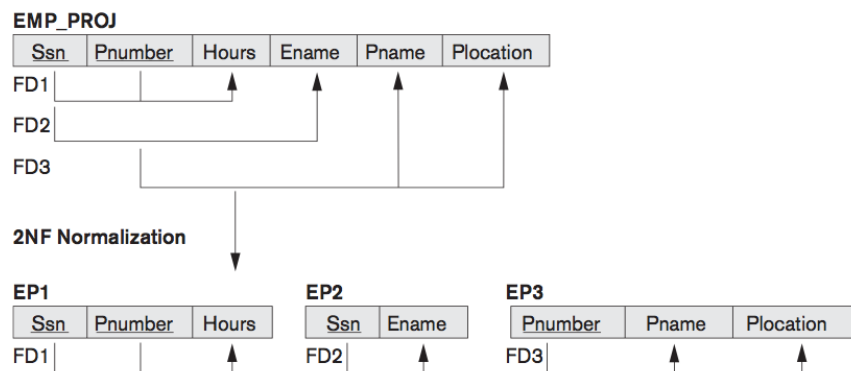 EMP_PROJ
Ssn Pnumber Hours Ename Pname Plocation
FD1
FD2
FD3
2NF Normalization
EP1 EP2 EP3
Ssn Pnumber Hours Ssn Ename Pnumber Pname Plocation
FD1 FD2 FD3